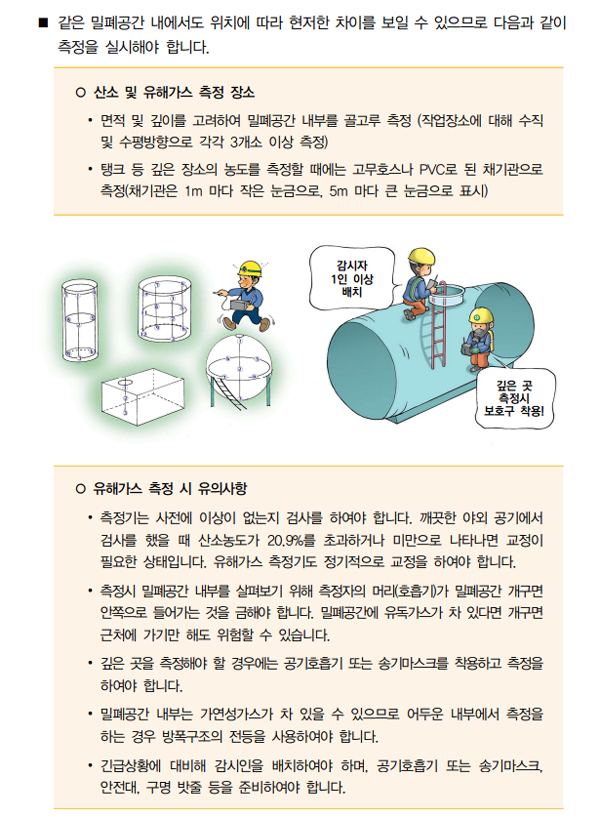 ■ 같은 밀폐공간 내에서도 위치에 따라 현저한 차이를 보일 수 있으므로 다음과 같이
측정을 실시해야 합니다.
○ 산소 및 유해가스 측정 장소
• 면적 및 깊이를 고려하여 밀폐공간 내부를 골고루 측정 (작업장소에 대해 수직
및 수평방향으로 각각 3개소 이상 측정)
• 탱크 등 깊은 장소의 농도를 측정할 때에는 고무호스나 PVC로 된 채기관으로
측정(채기관은 1m 마다 작은 눈금으로, 5m 마다 큰 눈금으로 표시)
감시자
1인 이상
배치
깊은 곳
측정시
보호구 착용!
○ 유해가스 측정 시 유의사항
• 측정기는 사전에 이상이 없는지 검사를 하여야 합니다. 깨끗한 야외 공기에서
검사를 했을 때 산소농도가 20.9%를 초과하거나 미만으로 나타나면 교정이
필요한 상태입니다. 유해가스 측정기도 정기적으로 교정을 하여야 합니다.
• 측정시 밀폐공간 내부를 살펴보기 위해 측정자의 머리(호흡기)가 밀폐공간 개구면
안쪽으로 들어가는 것을 금해야 합니다. 밀폐공간에 유독가스가 차 있다면 개구면
근처에 가기만 해도 위험할 수 있습니다.
• 깊은 곳을 측정해야 할 경우에는 공기호흡기 또는 송기마스크를 착용하고 측정을
하여야 합니다.
• 밀폐공간 내부는 가연성가스가 차 있을 수 있으므로 어두운 내부에서 측정을
하는 경우 방폭구조의 전등을 사용하여야 합니다.
• 긴급상황에 대비해 감시인을 배치하여야 하며, 공기호흡기 또는 송기마스크,
안전대, 구명 밧줄 등을 준비하여야 합니다.